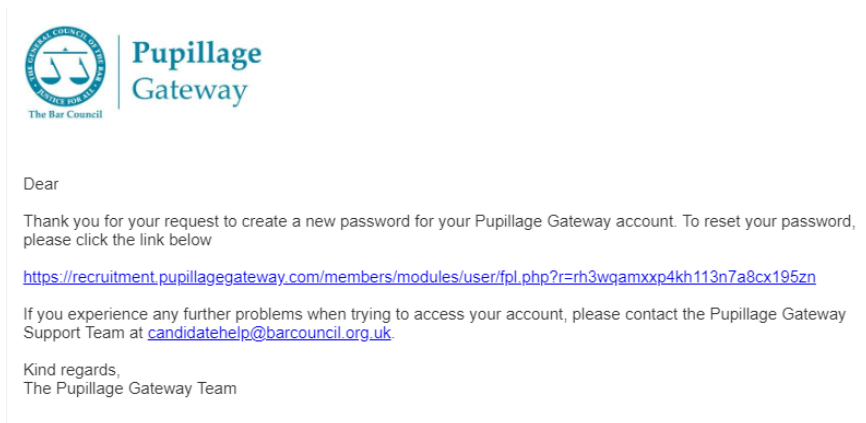 THE GENERAL COUNCIL OF THE BAR
JUSTICE FOR ALL
The Bar Council
Pupillage
Gateway
Dear
Thank you for your request to create a new password for your Pupillage Gateway account. To reset your password,
please click the link below
https://recruitment.pupillagegateway.com/members/modules/user/fpl.php?r=rh3wqamxxp4kh113n7a8cx195zn
If you experience any further problems when trying to access your account, please contact the Pupillage Gateway
Support Team at candidatehelp@barcouncil.org.uk.
Kind regards,
The Pupillage Gateway Team